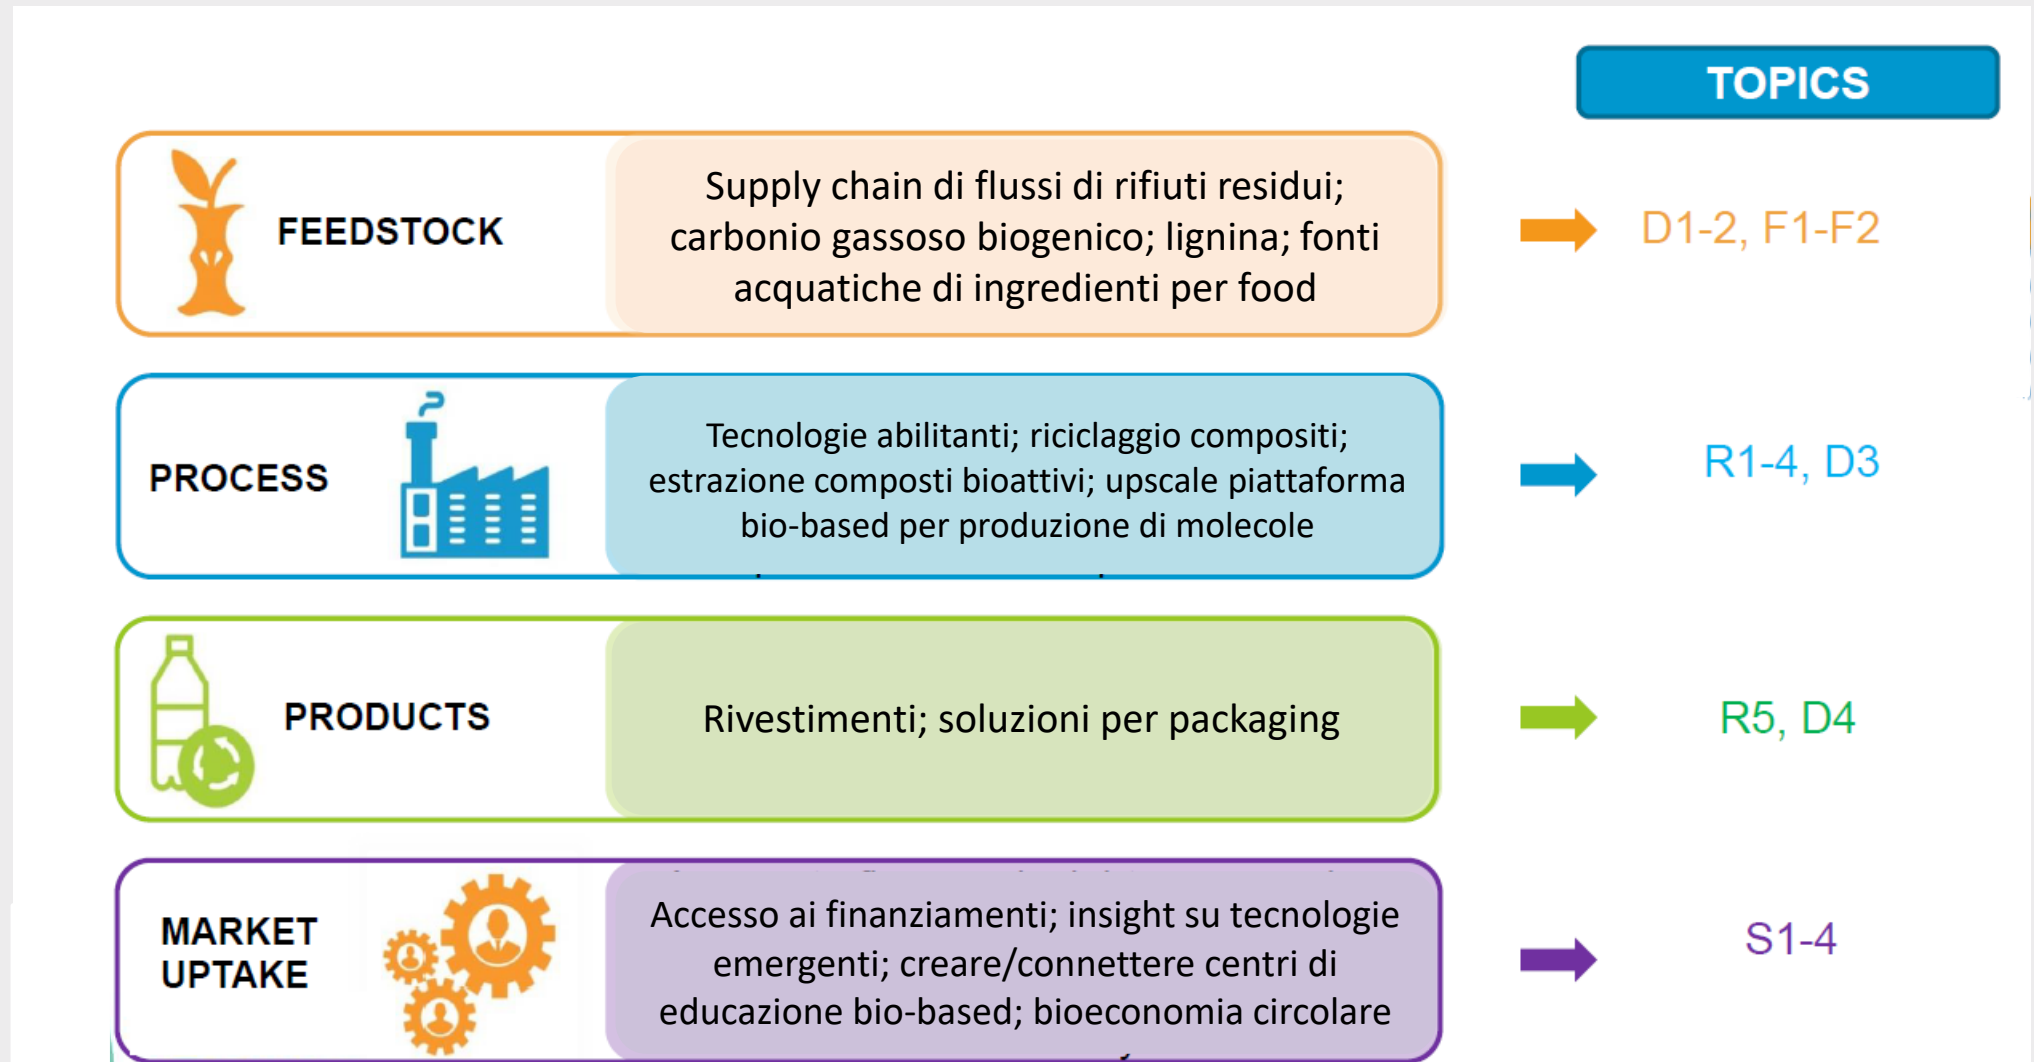 TOPICS
FEEDSTOCK
Supply chain di flussi di rifiuti residui;
carbonio gassoso biogenico; lignina; fonti
acquatiche di ingredienti per food
D1-2, F1-F2
PROCESS
Tecnologie abilitanti; riciclaggio compositi;
estrazione composti bioattivi; upscale piattaforma
bio-based per produzione di molecole
R1-4, D3
PRODUCTS
Rivestimenti; soluzioni per packaging
R5, D4
MARKET
UPTAKE
Accesso ai finanziamenti; insight su tecnologie
emergenti; creare/connettere centri di
educazione bio-based; bioeconomia circolare
S1-4